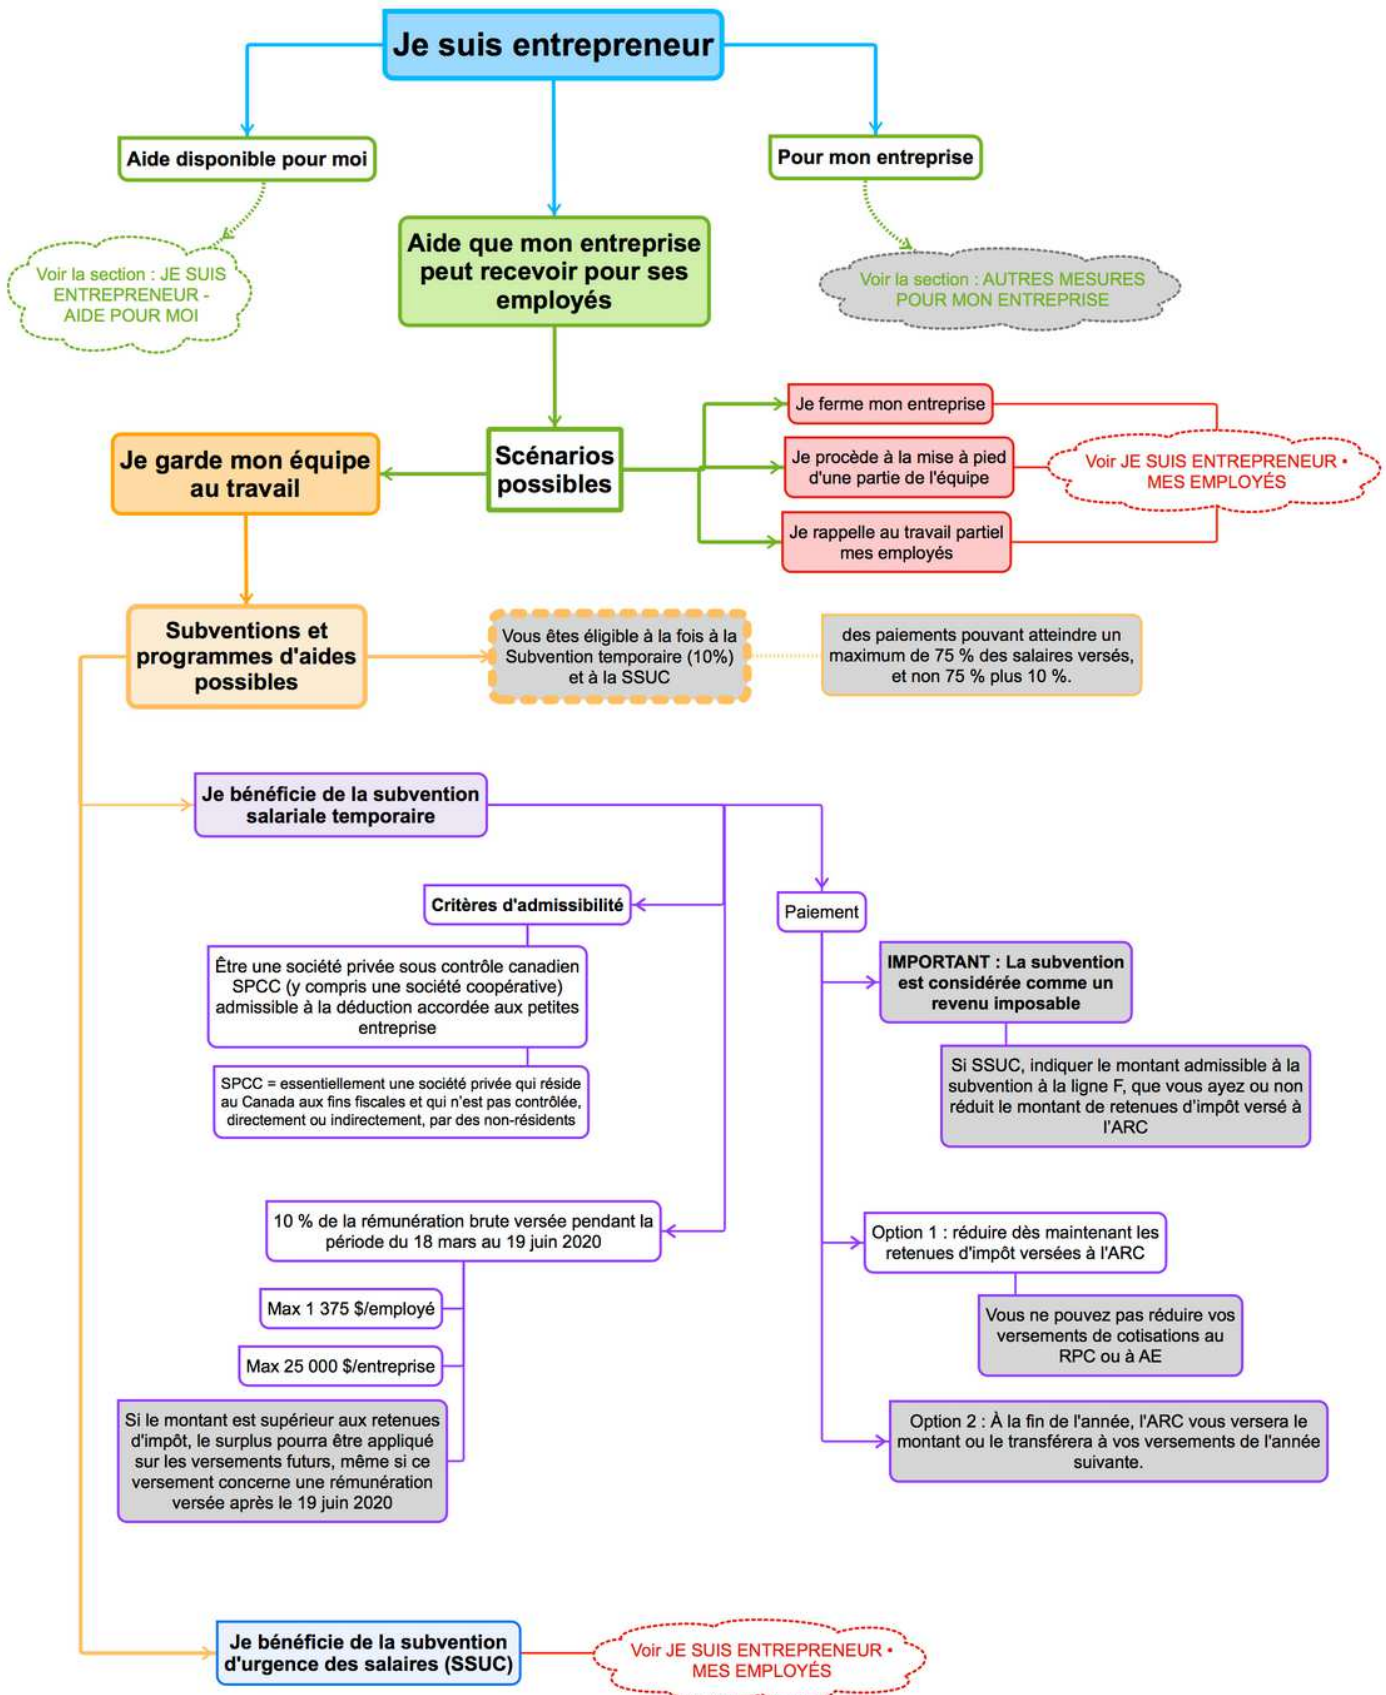 Je suis entrepreneur
Aide disponible pour moi
Pour mon entreprise
Voir la section : JE SUIS
ENTREPRENEUR -
AIDE POUR MOI
Aide que mon entreprise
peut recevoir pour ses
employés
Voir la section : AUTRES MESURES
POUR MON ENTREPRISE
Je garde mon équipe
au travail
Scénarios
possibles
Je ferme mon entreprise
Je procède à la mise à pied
d'une partie de l'équipe
Je rappelle au travail partiel
mes employés
Voir JE SUIS ENTREPRENEUR •
MES EMPLOYÉS
Subventions et
programmes d'aides
possibles
Vous êtes éligible à la fois à la
Subvention temporaire (10%)
et à la SSUC
des paiements pouvant atteindre un
maximum de 75 % des salaires versés,
et non 75 % plus 10 %.
Je bénéficie de la subvention
salariale temporaire
Critères d'admissibilité
Être une société privée sous contrôle canadien
SPCC (y compris une société coopérative)
admissible à la déduction accordée aux petites
entreprise
SPCC = essentiellement une société privée qui réside
au Canada aux fins fiscales et qui n'est pas contrôlée,
directement ou indirectement, par des non-résidents
10 % de la rémunération brute versée pendant la
période du 18 mars au 19 juin 2020
Max 1 375 $/employé
Max 25 000 $/entreprise
Si le montant est supérieur aux retenues
d'impôt, le surplus pourra être appliqué
sur les versements futurs, même si ce
versement concerne une rémunération
versée après le 19 juin 2020
Paiement
IMPORTANT : La subvention
est considérée comme un
revenu imposable
Si SSUC, indiquer le montant admissible à la
subvention à la ligne F, que vous ayez ou non
réduit le montant de retenues d'impôt versé à
l'ARC
Option 1 : réduire dès maintenant les
retenues d'impôt versées à l'ARC
Vous ne pouvez pas réduire vos
versements de cotisations au
RPC ou à AE
Option 2 : À la fin de l'année, l'ARC vous versera le
montant ou le transférera à vos versements de l'année
suivante.
Je bénéficie de la subvention
d'urgence des salaires (SSUC)
Voir JE SUIS ENTREPRENEUR •
MES EMPLOYÉS